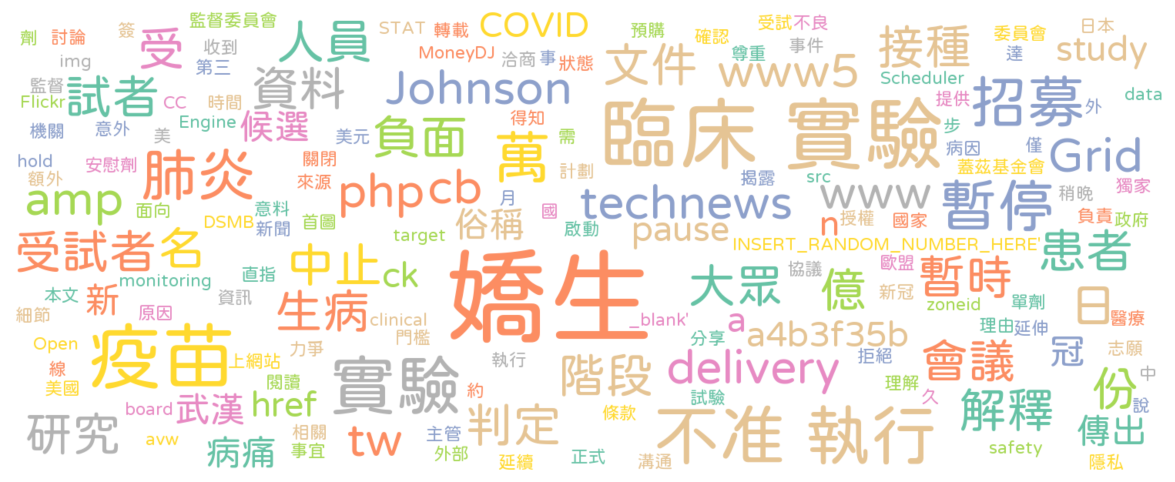 監督委員會
簽
STAT
轉載
COVID
預購
受試
不良
委員會
日本
劑
討論
受
人員
收到
第三
MoneyDJ
洽商
事
狀態
確認
尊重
事件
接種
達
study
img
監督
試者
資料
Johnson
文件
www5
Scheduler
招募
外
data
Flickr
CC
時間
Engine
候選
美元
負面
得知
萬
需
臨床 實驗
提供
步
僅
病因
Grid
機關
意外
美
hold
額外
安慰劑
肺炎
關閉
來源
php
cb
月
計劃
technews
揭露
src
www
蓋茲基金會
暫停
稍晚
獨家
amp
面向
DSMB
意料
新聞
首圖
target
俗稱
國
啟動
pause
授權
n
國家
負責
政府
受試者
名
monitoring
直指
中止
ck
INSERT_RANDOM_NUMBER_HERE'
患者
本文
新
原因
資訊
生病
clinical
嬌生
_blank'
大眾
協議
億
歐盟
新冠
暫時
zoneid
單劑
日
醫療
細節
Open
疫苗
上網站
力爭
門檻
執行
分享
a
a4b3f35b
理由
延伸
志願
線
美國
閱讀
實驗
約
階段
delivery
拒絕
會議
冠
中
研究
board
武漢
href
試驗
理解
久
份
說
avw
病痛
相關
事宜
tw
主管
外部
判定
條款
不准 執行
解釋
傳出
延續
正式
溝通
safety
隱私